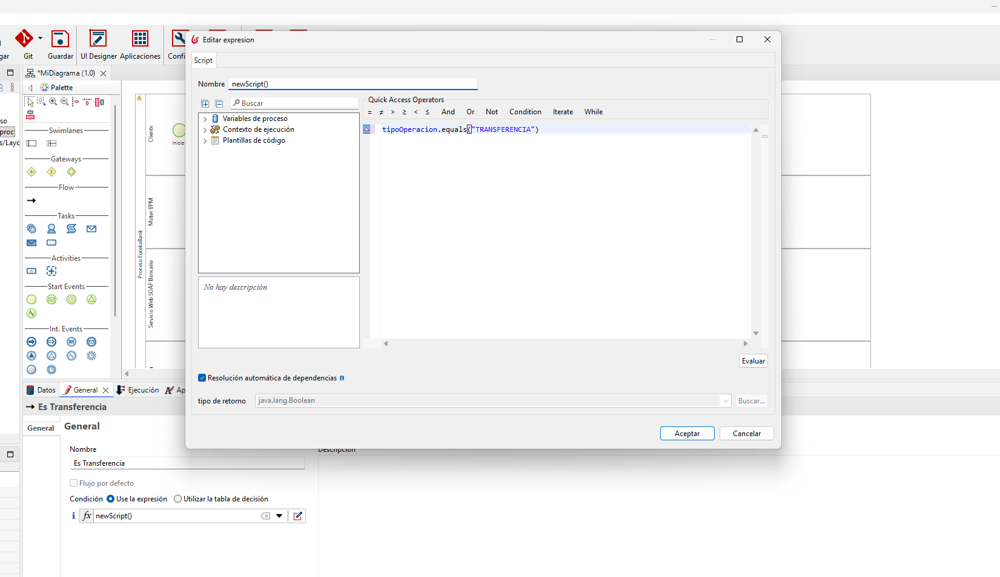 gar
Git
Guardar
UI Designer
Aplicaciones
Confi
*MiDiagrama (1.0)
Palette
so
proc
s/Layo
Swimlanes
Gateways
Flow
Tasks
Activities
Start Events
Int. Events
Proceso EurekaBank
Cliente
Motor BPM
Servicio Web SOAP Bancario
Inicio
Editar expresion
Script
Nombre
newScript()
Buscar
Variables de proceso
Contexto de ejecución
Plantillas de código
No hay descripción
Quick Access Operators
= ≠ > ≥ < ≤ And Or Not Condition Iterate While
tipoOperacion.equals("TRANSFERENCIA")
Evaluar
Resolución automática de dependencias
tipo de retorno
java.lang.Boolean
Buscar...
Aceptar
Cancelar
Datos
General
Ejecución
Ap
Es Transferencia
General
General
Nombre
Descripción
Es Transferencia
Flujo por defecto
Condición
Use la expresión
Utilizar la tabla de decisión
fx
newScript()